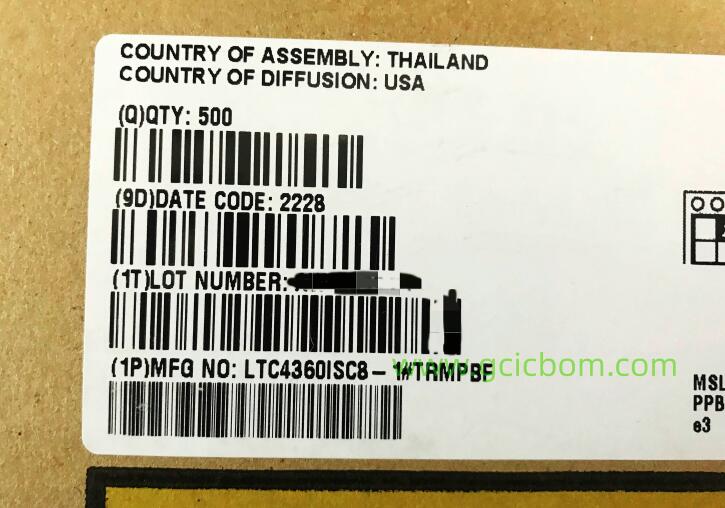 COUNTRY OF ASSEMBLY: THAILAND
COUNTRY OF DIFFUSION: USA
(Q)QTY: 500
(9D)DATE CODE: 2228
(1T)LOT NUMBER:
(1P)MFG NO: LTC4360ISC8-1#TRMPBF
www.gcicbom.com
MSL
PPB
e3